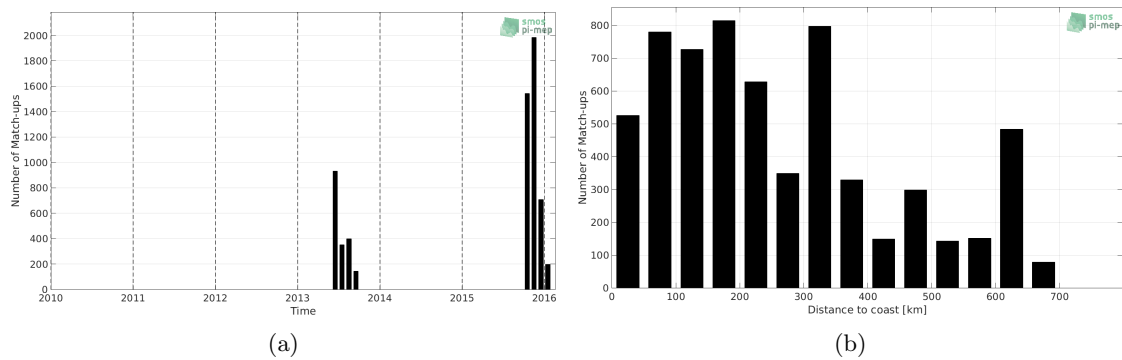 smos
pi-mep
2000
1800
1600
1400
1200
1000
800
600
400
200
0
Number of Match-ups
2010 2011 2012 2013 2014 2015 2016
Time
(a)
smos
pi-mep
800
700
600
500
400
300
200
100
0
Number of Match-ups
0 100 200 300 400 500 600 700
Distance to coast [km]
(b)